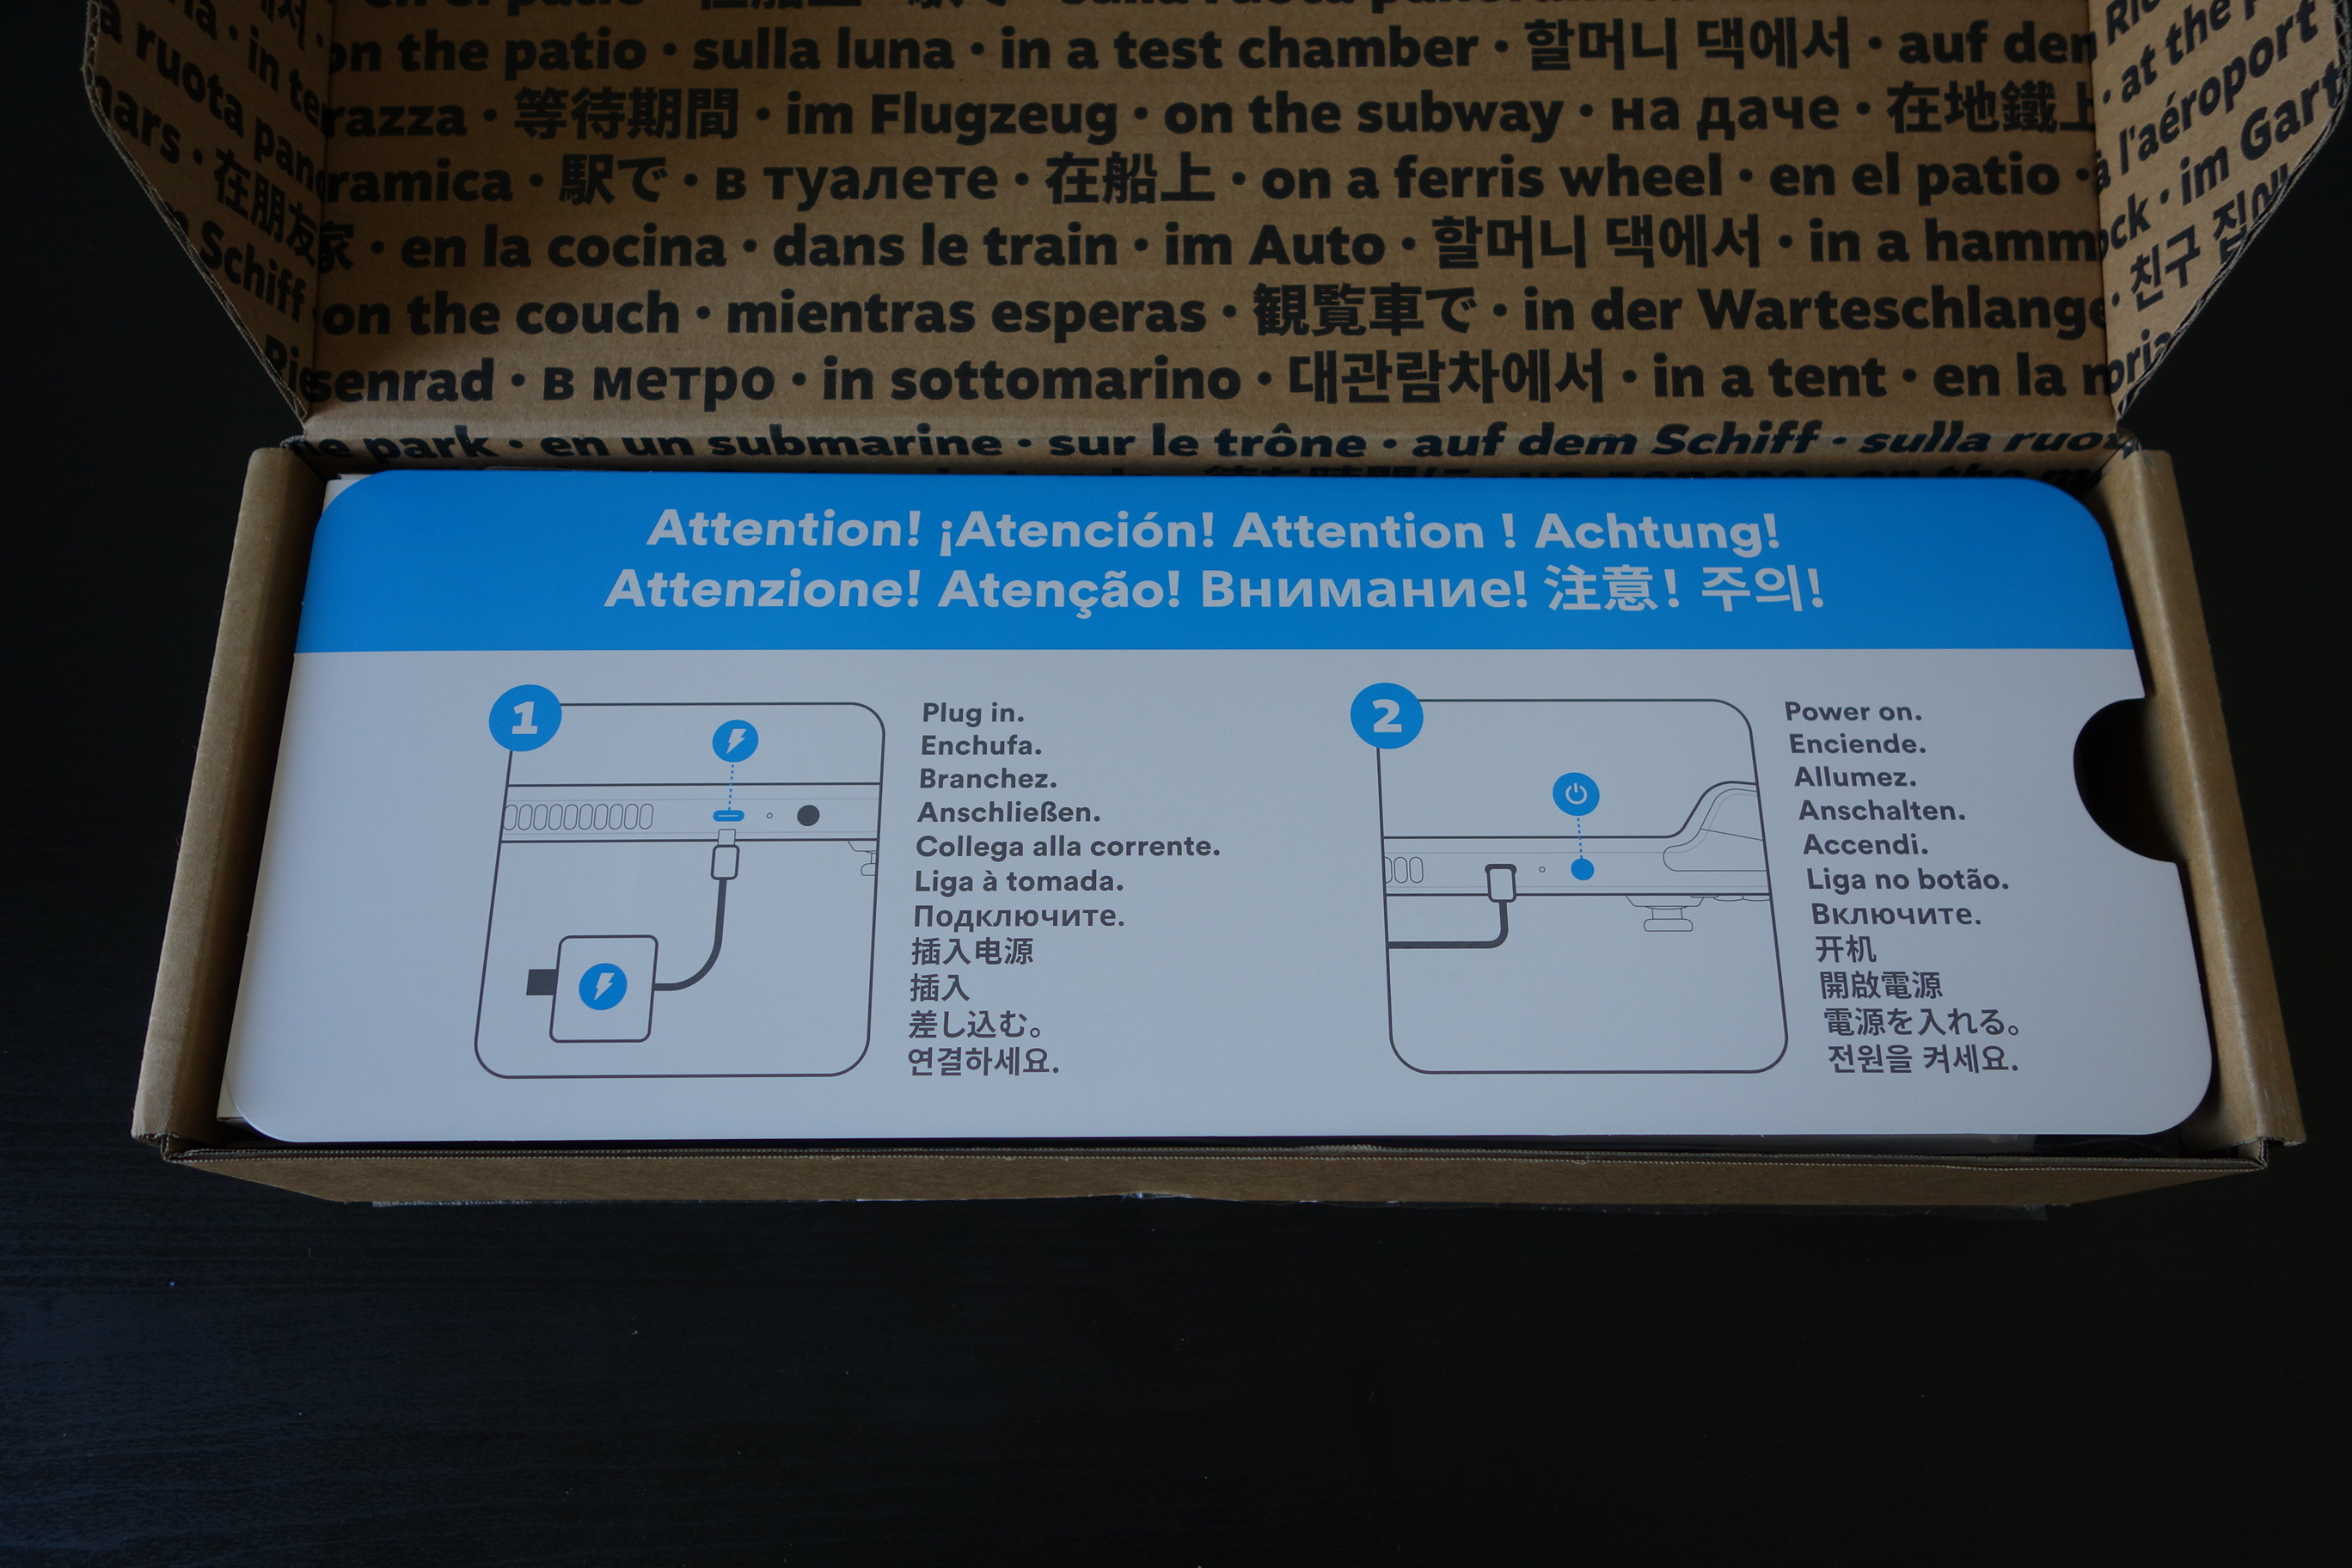 on the patio · sulla luna · in a test chamber · 할머니 댁에서 · auf dem
in terrazza · 等待期間 · im Flugzeug · on the subway · на даче · 在地鐵上 · at the
a ruota panoramica · 駅で · в туалете · 在船上 · on a ferris wheel · en el patio · à l'aéroport
mars · 在朋友家 · en la cocina · dans le train · im Auto · 할머니 댁에서 · in a hammock · im Gart
Schiff · on the couch · mientras esperas · 観覧車で · in der Warteschlange · 친구 집에
Riesenrad · в метро · in sottomarino · 대관람차에서 · in a tent · en la noria
park · en un submarine · sur le trône · auf dem Schiff · sulla ruot
Attention! ¡Atención! Attention ! Achtung!
Attenzione! Atenção! Внимание! 注意! 주의!
1
Plug in.
Enchufa.
Branchez.
Anschließen.
Collega alla corrente.
Liga à tomada.
Подключите.
插入电源
插入
差し込む。
연결하세요.
2
Power on.
Enciende.
Allumez.
Anschalten.
Accendi.
Liga no botão.
Включите.
开机
開啟電源
電源を入れる。
전원을 켜세요.